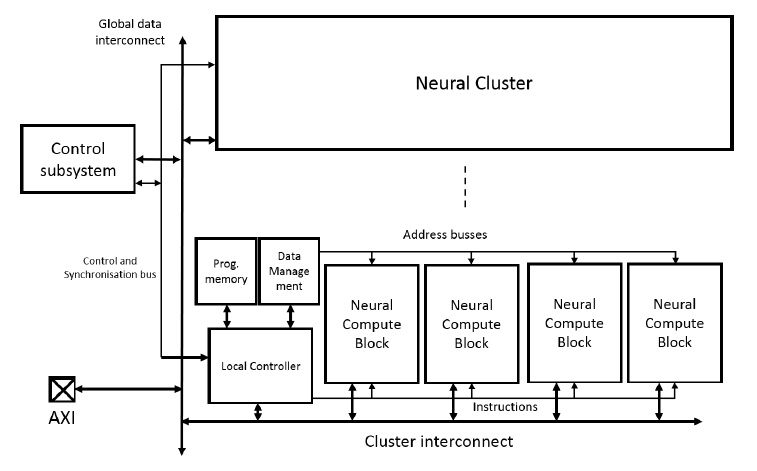 Global data
interconnect
Neural Cluster
Control
subsystem
Address busses
Control and
Synchronisation bus
Prog.
memory
Data
Manage
ment
Neural
Compute
Block
Neural
Compute
Block
Neural
Compute
Block
Neural
Compute
Block
Local Controller
AXI
Instructions
Cluster interconnect